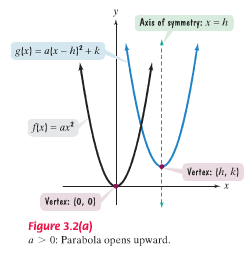 y
Axis of symmetry: x = h
g(x) = a(x − h)² + k
f(x) = ax²
Vertex: (h, k)
x
Vertex: (0, 0)
Figure 3.2(a)
a > 0: Parabola opens upward.